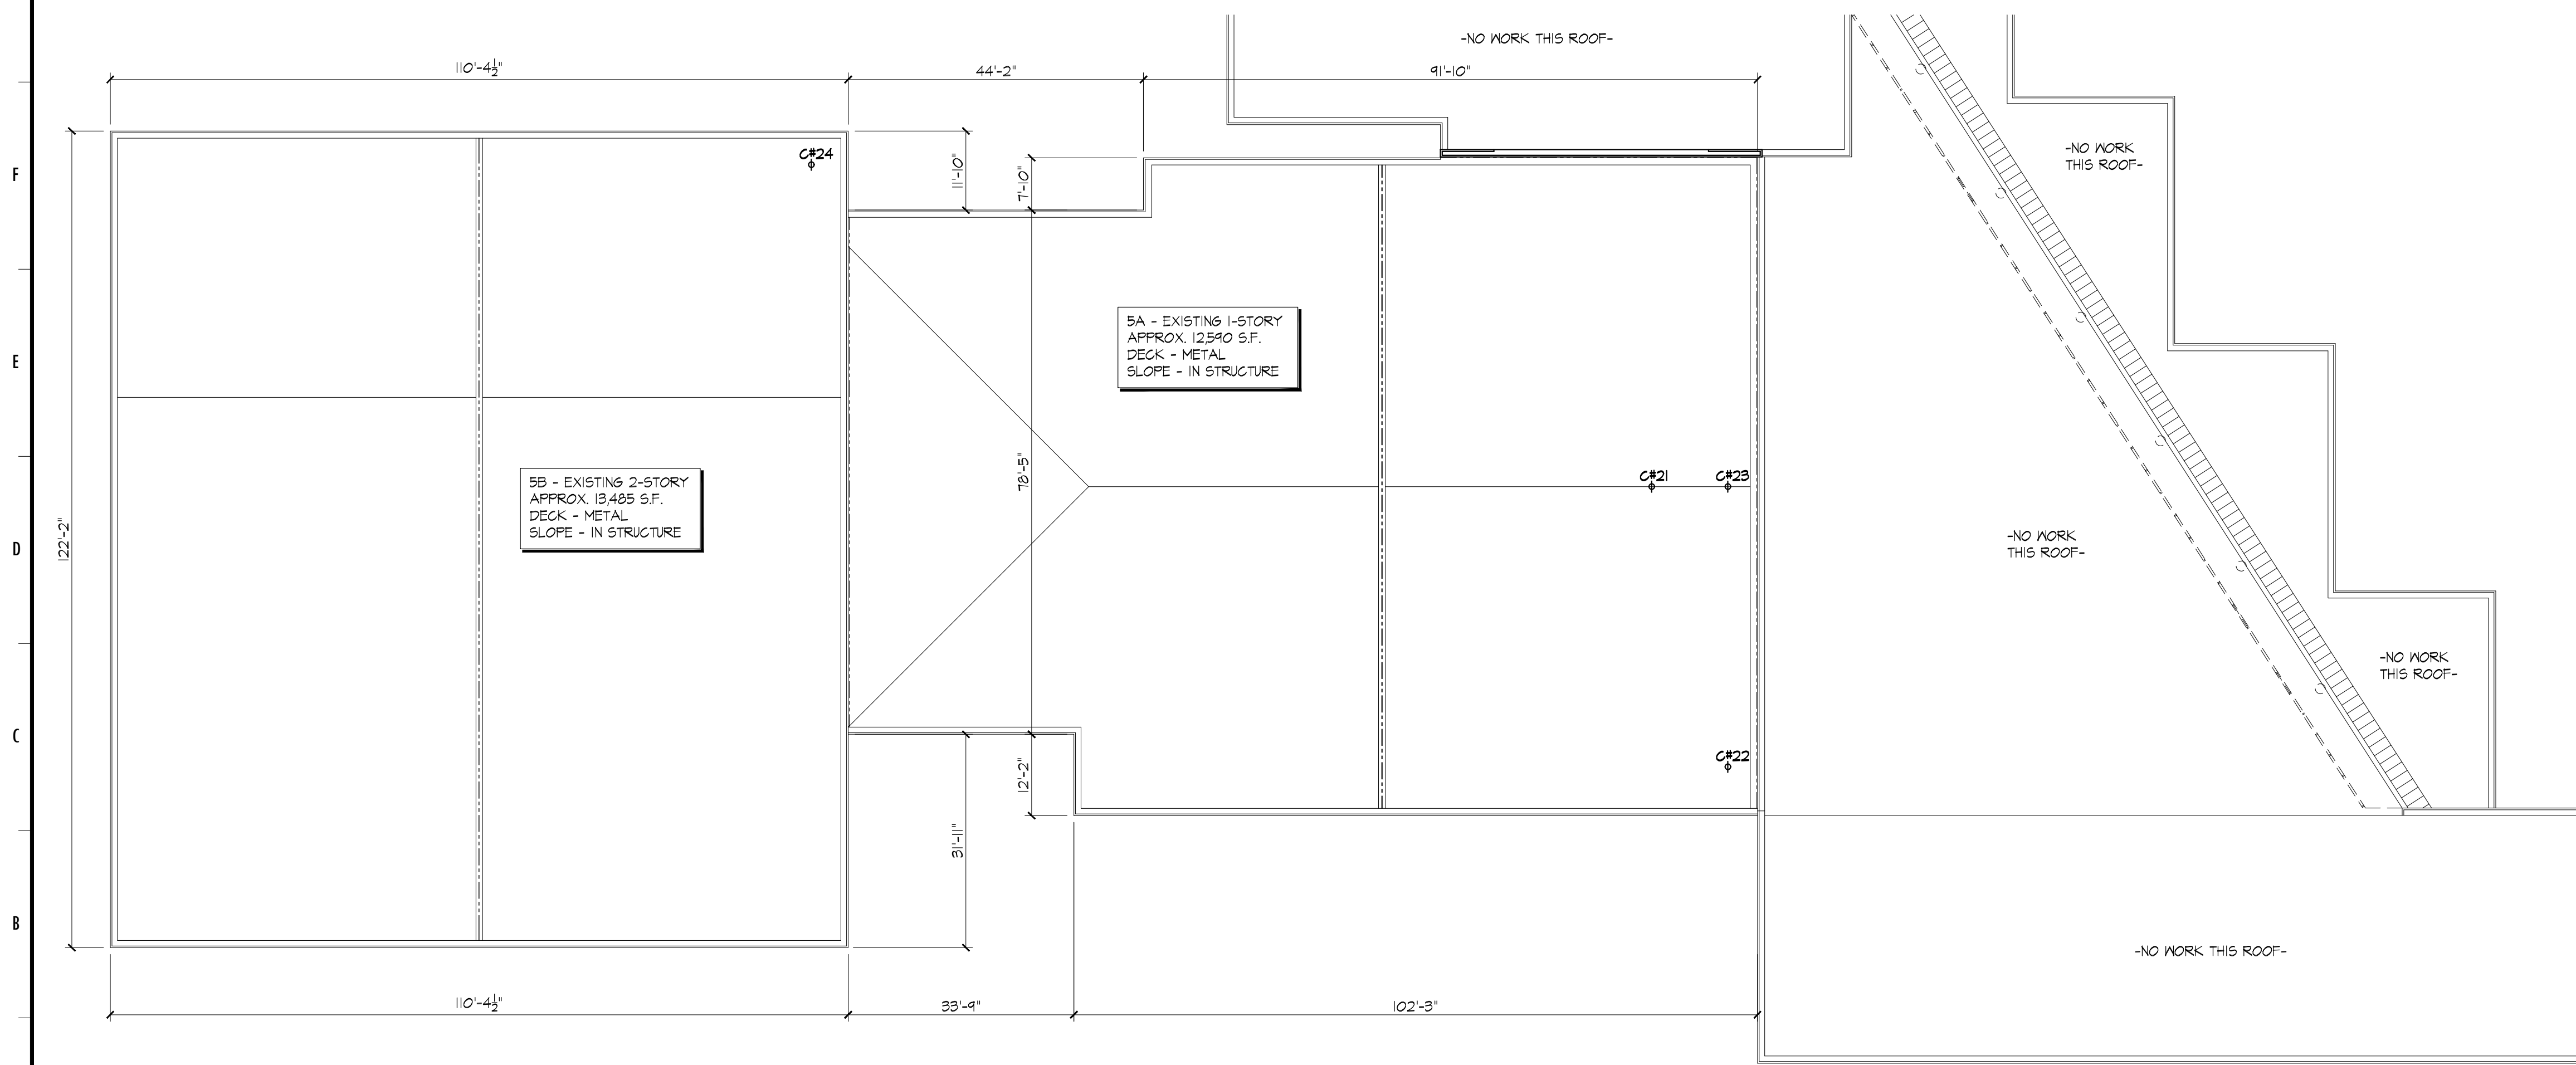 -NO WORK THIS ROOF-
110'-4½"
44'-2"
91'-10"
F
C#24
11'-10"
7'-10"
-NO WORK
THIS ROOF-
E
5A - EXISTING 1-STORY
APPROX. 12,590 S.F.
DECK - METAL
SLOPE - IN STRUCTURE
78'-5"
C#21
C#23
5B - EXISTING 2-STORY
APPROX. 13,485 S.F.
DECK - METAL
SLOPE - IN STRUCTURE
D
122'-2"
-NO WORK
THIS ROOF-
-NO WORK
THIS ROOF-
C
12'-2"
C#22
31'-11"
B
-NO WORK THIS ROOF-
110'-4½"
33'-9"
102'-3"